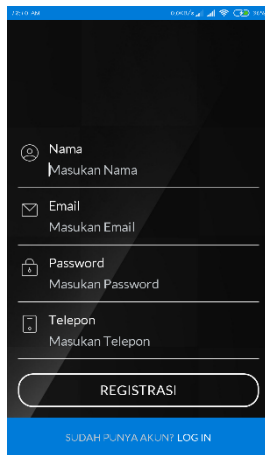 Nama
Masukan Nama
Email
Masukan Email
Password
Masukan Password
Telepon
Masukan Telepon
REGISTRASI
SUDAH PUNYA AKUN? LOG IN